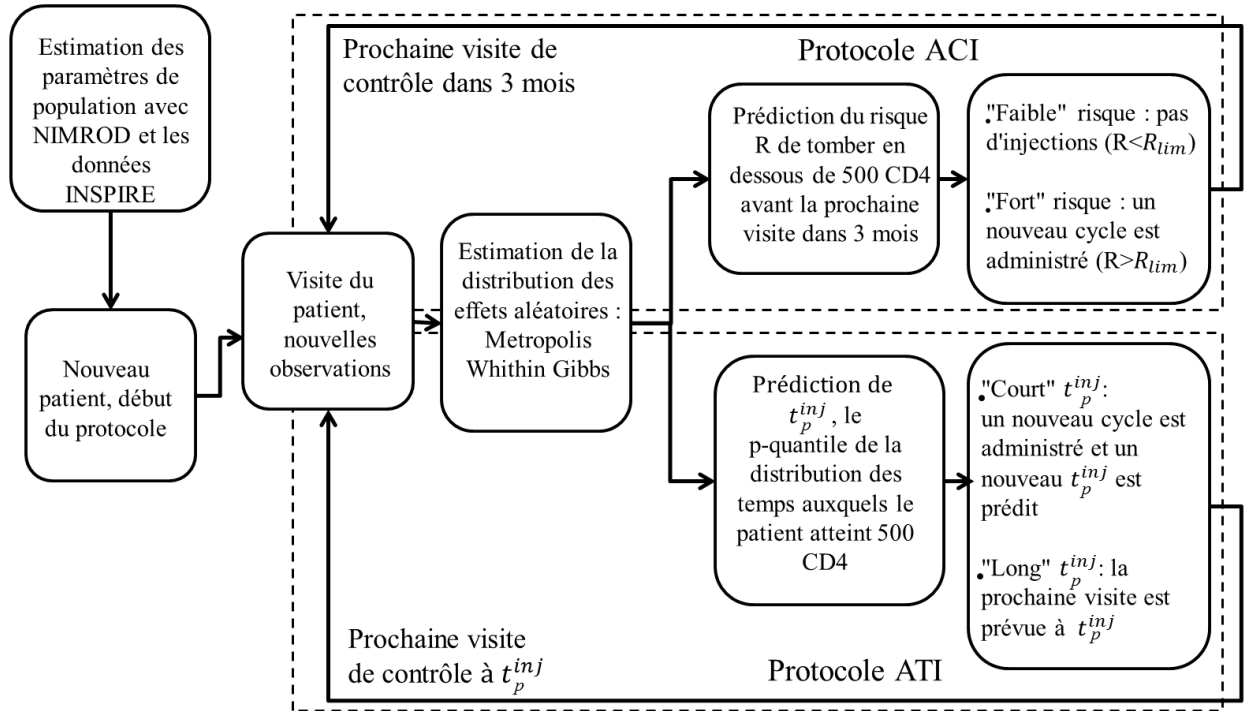 Estimation des
paramètres de
population avec
NIMROD et les
données
INSPIRE
Nouveau
patient, début
du protocole
Prochaine visite de
contrôle dans 3 mois
Protocole ACI
Visite du
patient,
nouvelles
observations
Estimation de la
distribution des
effets aléatoires :
Metropolis
Whithin Gibbs
Prédiction du risque
R de tomber en
dessous de 500 CD4
avant la prochaine
visite dans 3 mois
"Faible" risque : pas
d'injections (R<R_{lim})
"Fort" risque : un
nouveau cycle est
administré (R>R_{lim})
Prédiction de
t_p^{inj}, le
p-quantile de la
distribution des
temps auxquels le
patient atteint 500
CD4
"Court" t_p^{inj}:
un nouveau cycle est
administré et un
nouveau t_p^{inj} est
prédit
"Long" t_p^{inj}: la
prochaine visite est
prévue à t_p^{inj}
Prochaine visite
de contrôle à t_p^{inj}
Protocole ATI